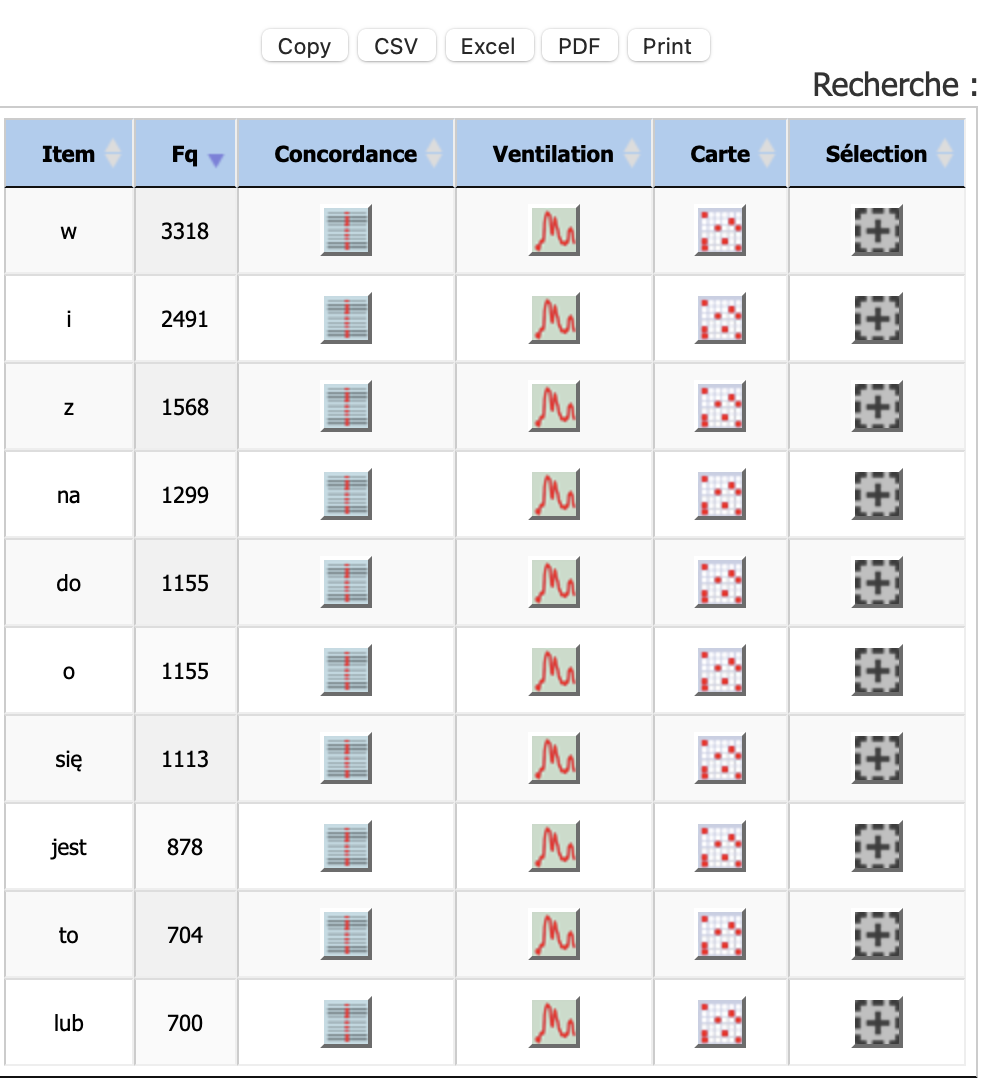 Copy CSV Excel PDF Print
Recherche :
Item Fq Concordance Ventilation Carte Sélection
w 3318
i 2491
z 1568
na 1299
do 1155
o 1155
się 1113
jest 878
to 704
lub 700